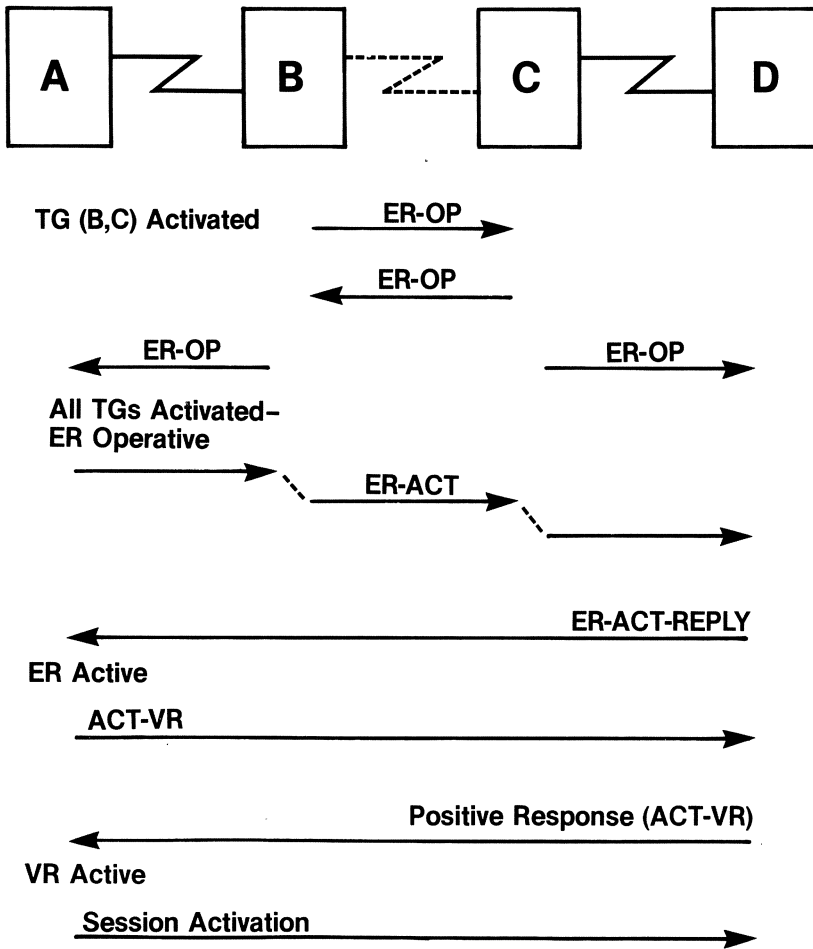 A B C D
TG (B,C) Activated
ER-OP
ER-OP
ER-OP
ER-OP
All TGs Activated–
ER Operative
ER-ACT
ER-ACT-REPLY
ER Active
ACT-VR
Positive Response (ACT-VR)
VR Active
Session Activation